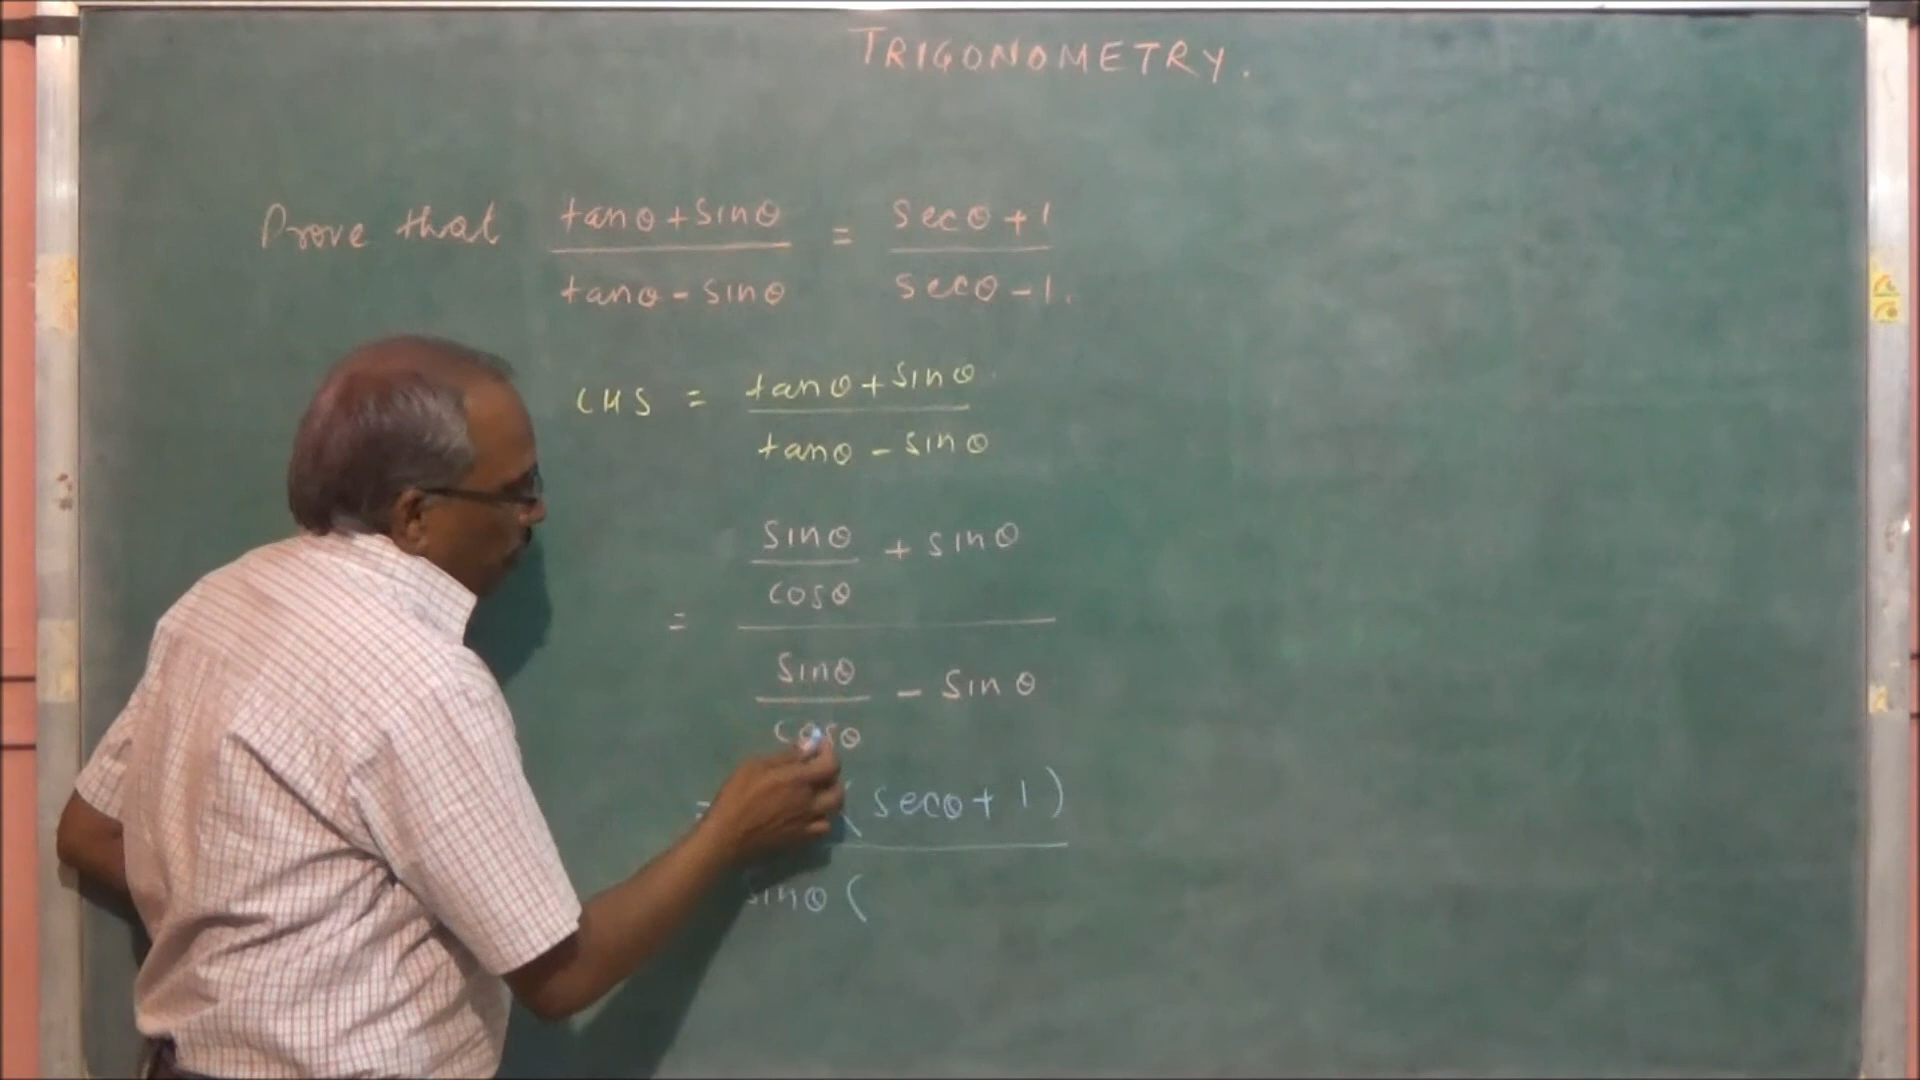 TRIGONOMETRY.
Prove that tanθ + sinθ / tanθ - sinθ = secθ + 1 / secθ - 1.
LHS = tanθ + sinθ / tanθ - sinθ
= sinθ / cosθ + sinθ
sinθ / cosθ - sinθ
= (secθ + 1)
sinθ (